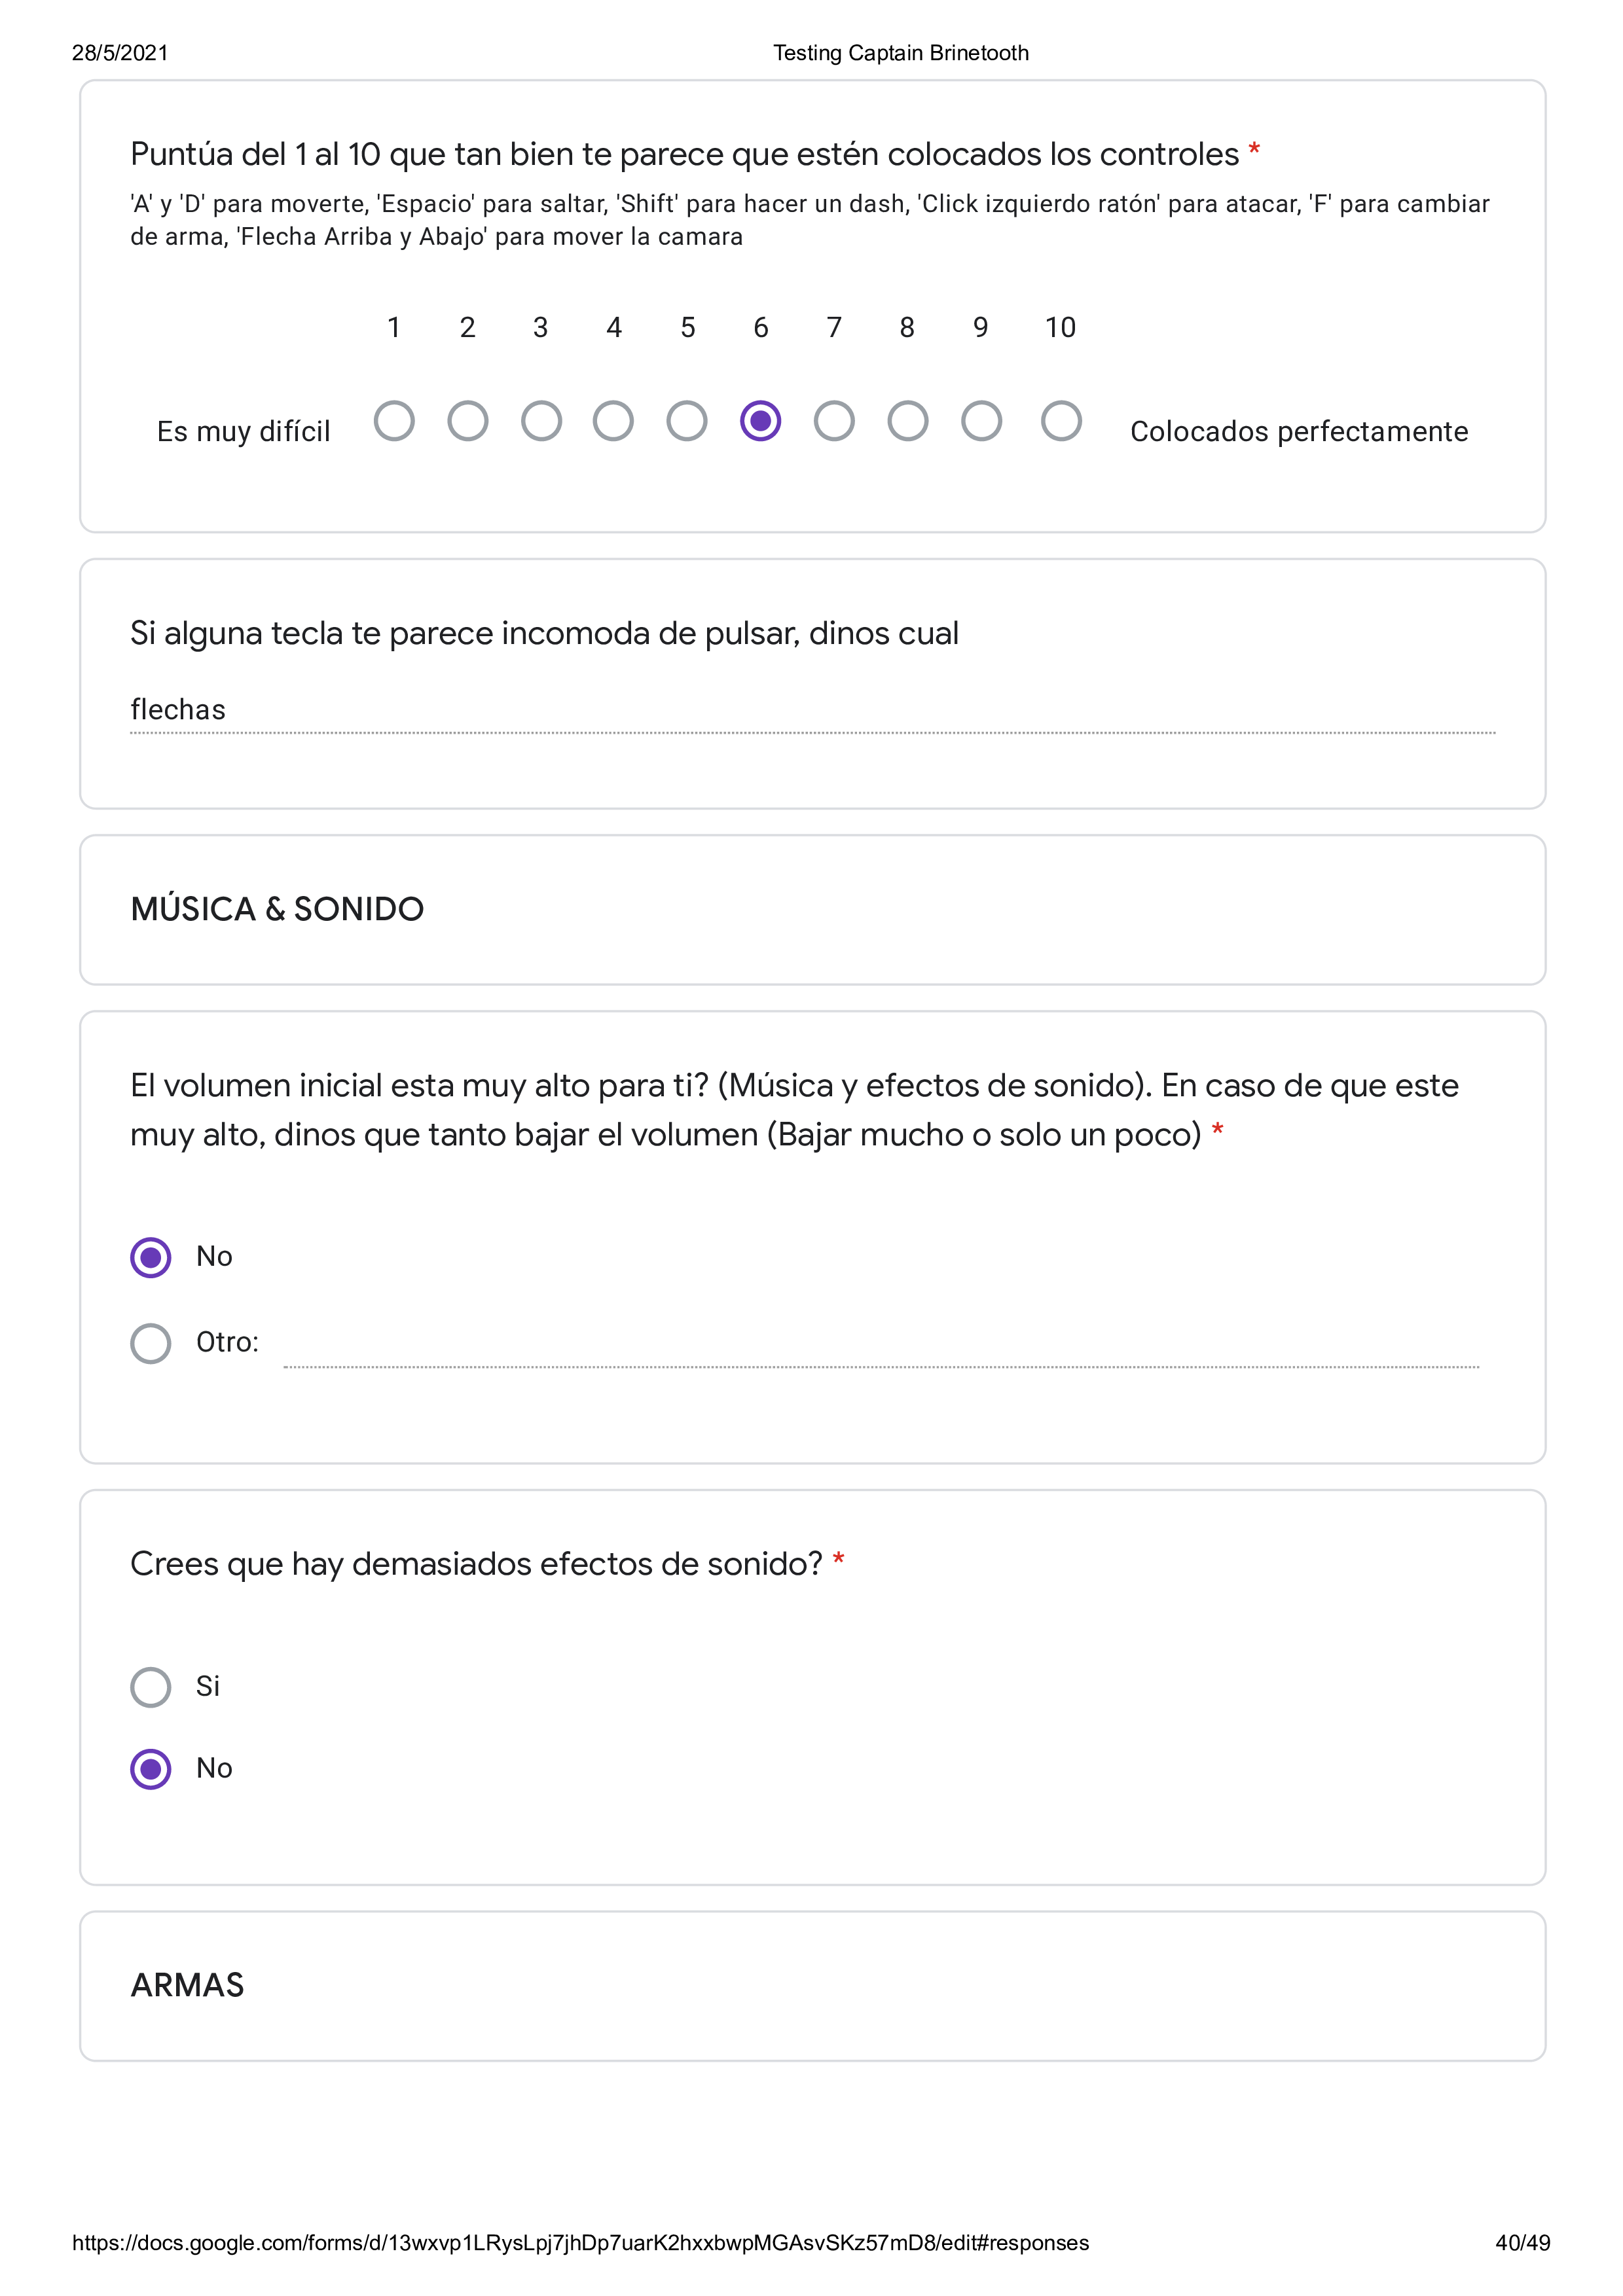 28/5/2021 Testing Captain Brinetooth
Puntúa del 1 al 10 que tan bien te parece que estén colocados los controles *
'A' y 'D' para moverte, 'Espacio' para saltar, 'Shift' para hacer un dash, 'Click izquierdo ratón' para atacar, 'F' para cambiar
de arma, 'Flecha Arriba y Abajo' para mover la camara
1 2 3 4 5 6 7 8 9 10
Es muy difícil Colocados perfectamente
Si alguna tecla te parece incomoda de pulsar, dinos cual
flechas
MÚSICA & SONIDO
El volumen inicial esta muy alto para ti? (Música y efectos de sonido). En caso de que este
muy alto, dinos que tanto bajar el volumen (Bajar mucho o solo un poco) *
No
Otro:
Crees que hay demasiados efectos de sonido? *
Si
No
ARMAS
https://docs.google.com/forms/d/13wxvp1LRysLpj7jhDp7uarK2hxxbwpMGAsvSKz57mD8/edit#responses 40/49